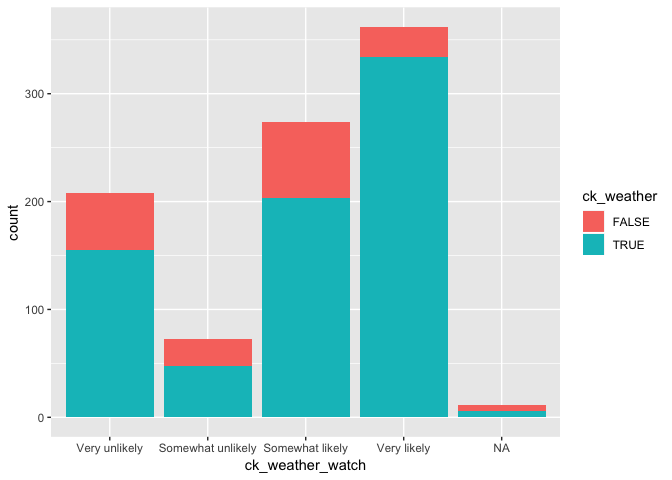 count
300
200
100
0
Very unlikely
Somewhat unlikely
Somewhat likely
Very likely
NA
ck_weather_watch
ck_weather
FALSE
TRUE